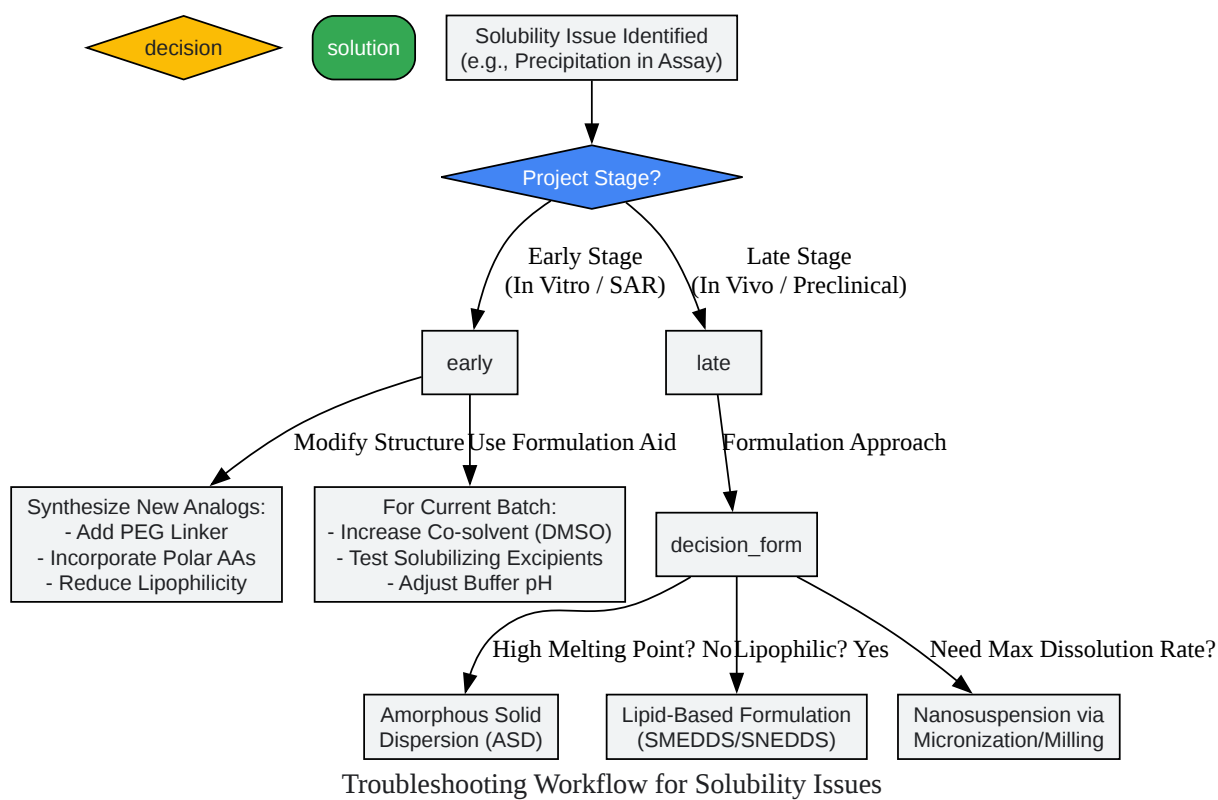 decision
solution
Solubility Issue Identified
(e.g., Precipitation in Assay)
Project Stage?
Early Stage
(In Vitro / SAR)
Late Stage
(In Vivo / Preclinical)
early
late
Modify Structure
Use Formulation Aid
Formulation Approach
Synthesize New Analogs:
- Add PEG Linker
- Incorporate Polar AAs
- Reduce Lipophilicity
For Current Batch:
- Increase Co-solvent (DMSO)
- Test Solubilizing Excipients
- Adjust Buffer pH
decision_form
High Melting Point? No
Lipophilic? Yes
Need Max Dissolution Rate?
Amorphous Solid
Dispersion (ASD)
Lipid-Based Formulation
(SMEDDS/SNEDDS)
Nanosuspension via
Micronization/Milling
Troubleshooting Workflow for Solubility Issues